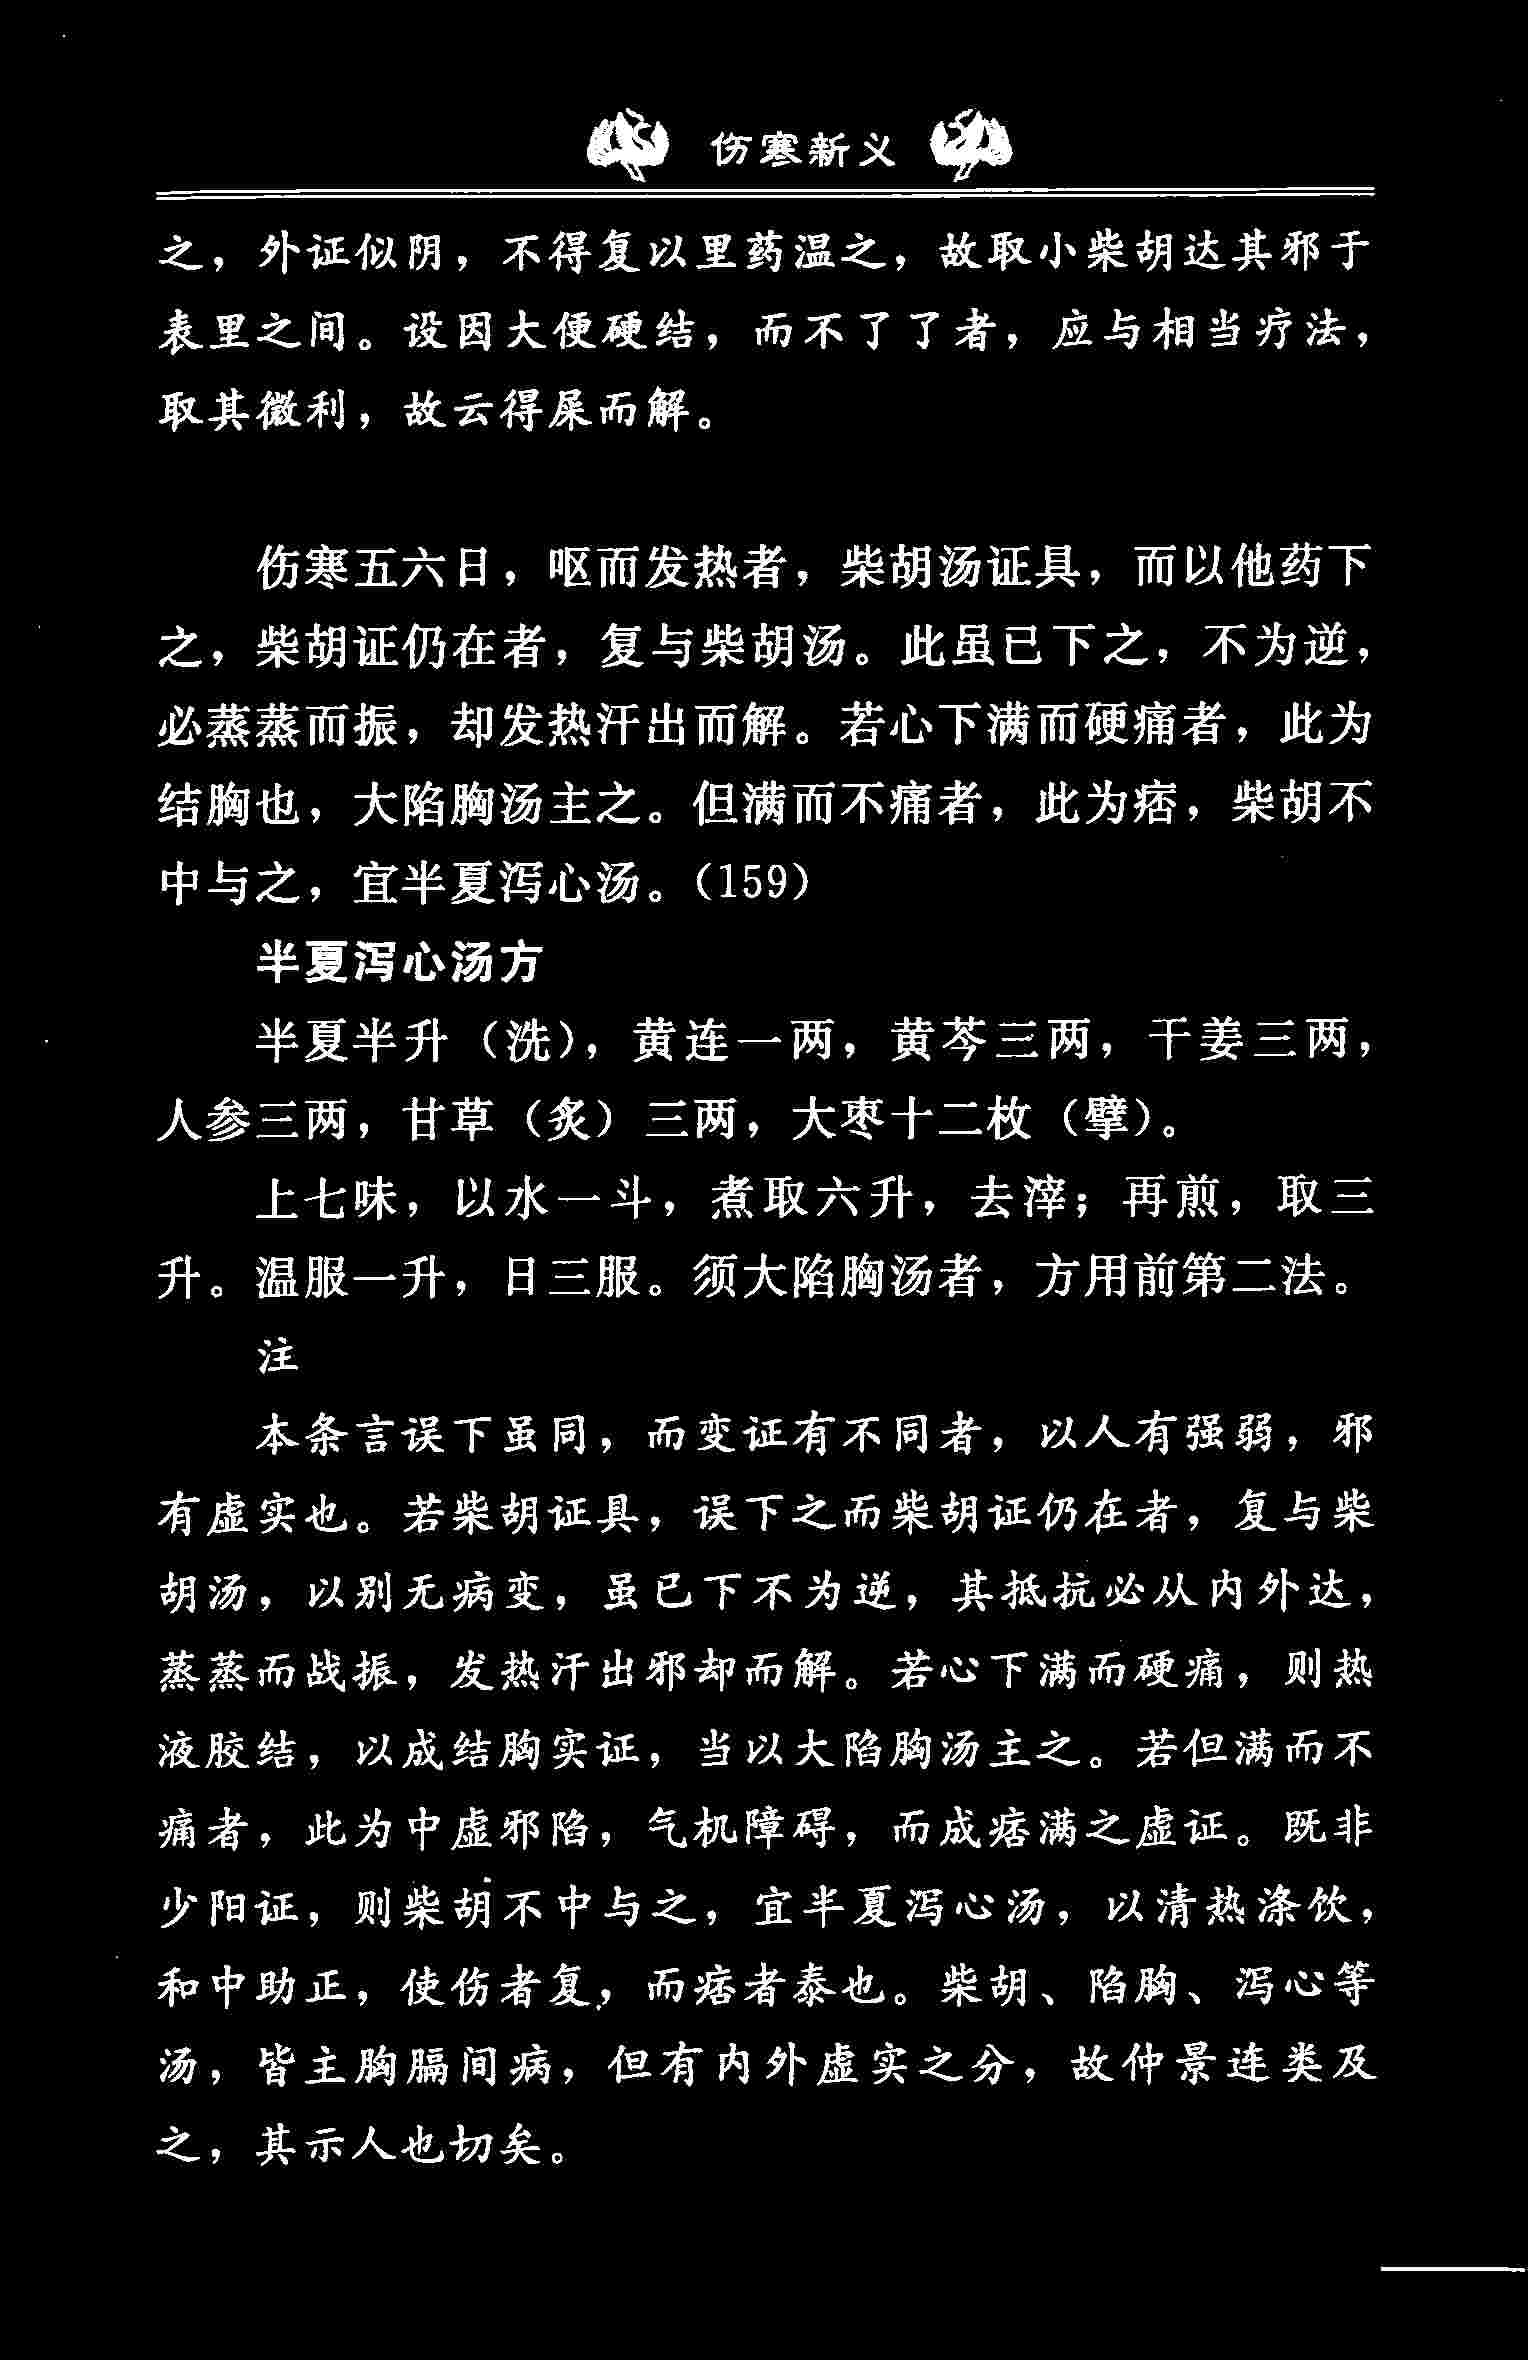 伤寒新义
之，外证似阴，不得复以里药温之，故取小柴胡达其邪于
表里之间。设因大便硬结，而不了了者，应与相当疗法，
取其微利，故云得屎而解。
伤寒五六日，呕而发热者，柴胡汤证具，而以他药下
之，柴胡证仍在者，复与柴胡汤。此虽已下之，不为逆，
必蒸蒸而振，却发热汗出而解。若心下满而硬痛者，此为
结胸也，大陷胸汤主之。但满而不痛者，此为痞，柴胡不
中与之，宜半夏泻心汤。（159）
半夏泻心汤方
半夏半升（洗），黄连一两，黄芩三两，干姜三两，
人参三两，甘草（炙）三两，大枣十二枚（擘）。
上七味，以水一斗，煮取六升，去滓；再煎，取三
升。温服一升，日三服。须大陷胸汤者，方用前第二法。
注
本条言误下虽同，而变证有不同者，以人有强弱，邪
有虚实也。若柴胡证具，误下之而柴胡证仍在者，复与柴
胡汤，以别无病变，虽已下不为逆，其抵抗必从内外达，
蒸蒸而战振，发热汗出邪却而解。若心下满而硬痛，则热
液胶结，以成结胸实证，当以大陷胸汤主之。若但满而不
痛者，此为中虚邪陷，气机障碍，而成痞满之虚证。既非
少阳证，则柴胡不中与之，宜半夏泻心汤，以清热涤饮，
和中助正，使伤者复，而痞者泰也。柴胡、陷胸、泻心等
汤，皆主胸膈间病，但有内外虚实之分，故仲景连类及
之，其示人也切矣。